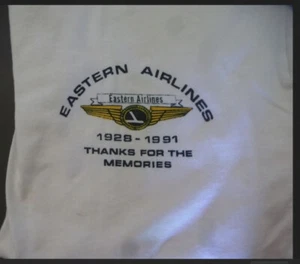 EASTERN AIRLINES
Eastern Airlines
1928 - 1991
THANKS FOR THE
MEMORIES